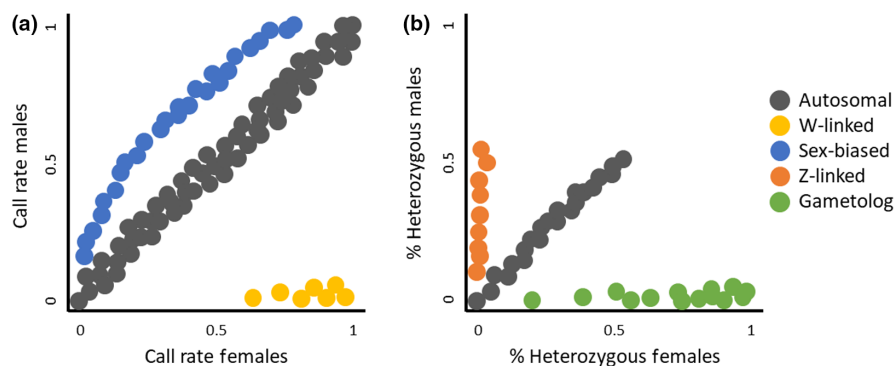 (a)
Call rate males
1
0.5
0
0
0.5
1
Call rate females
(b)
% Heterozygous males
1
0.5
0
0
0.5
1
% Heterozygous females
Autosomal
W-linked
Sex-biased
Z-linked
Gametolog